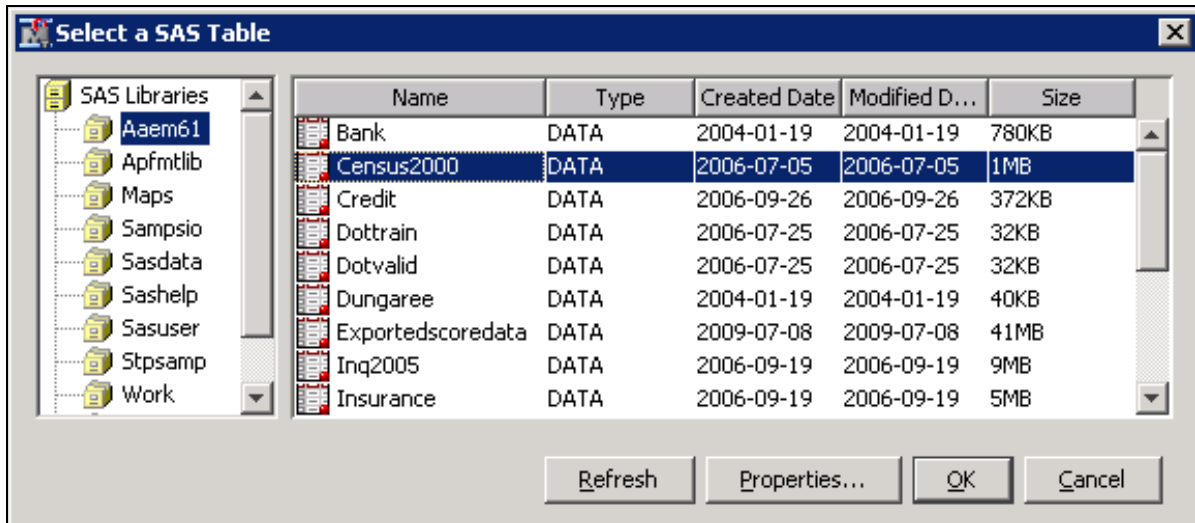 Select a SAS Table
SAS Libraries
Aaem61
Apfmtlib
Maps
Sampsio
Sasdata
Sashelp
Sasuser
Stpsamp
Work
Name Type Created Date Modified D... Size
Bank DATA 2004-01-19 2004-01-19 780KB
Census2000 DATA 2006-07-05 2006-07-05 1MB
Credit DATA 2006-09-26 2006-09-26 372KB
Dottrain DATA 2006-07-25 2006-07-25 32KB
Dotvalid DATA 2006-07-25 2006-07-25 32KB
Dungaree DATA 2004-01-19 2004-01-19 40KB
Exportedscoredata DATA 2009-07-08 2009-07-08 41MB
Inq2005 DATA 2006-09-19 2006-09-19 9MB
Insurance DATA 2006-09-19 2006-09-19 5MB
Refresh Properties... OK Cancel